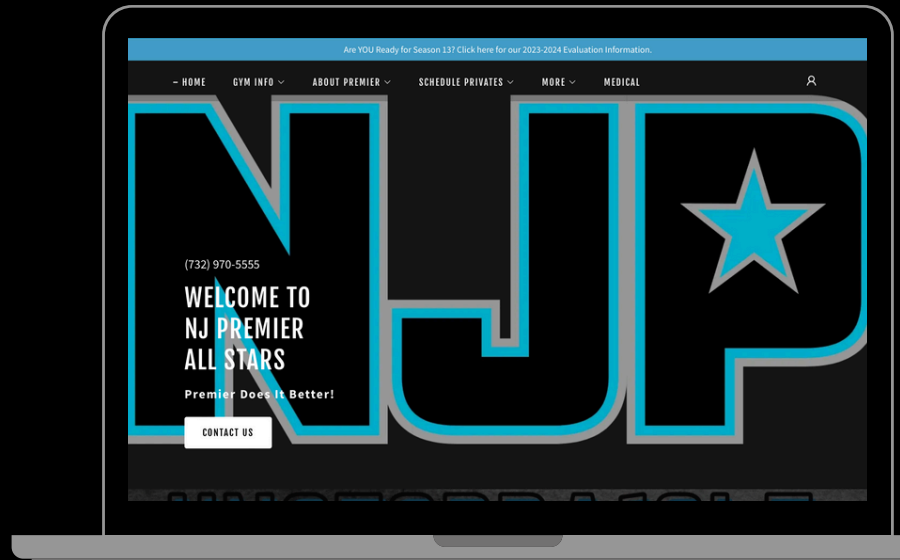 Are YOU Ready for Season 13? Click here for our 2023-2024 Evaluation Information.
– HOME GYM INFO ABOUT PREMIER SCHEDULE PRIVATES MORE MEDICAL
NJP
(732) 970-5555
WELCOME TO
NJ PREMIER
ALL STARS
Premier Does It Better!
CONTACT US